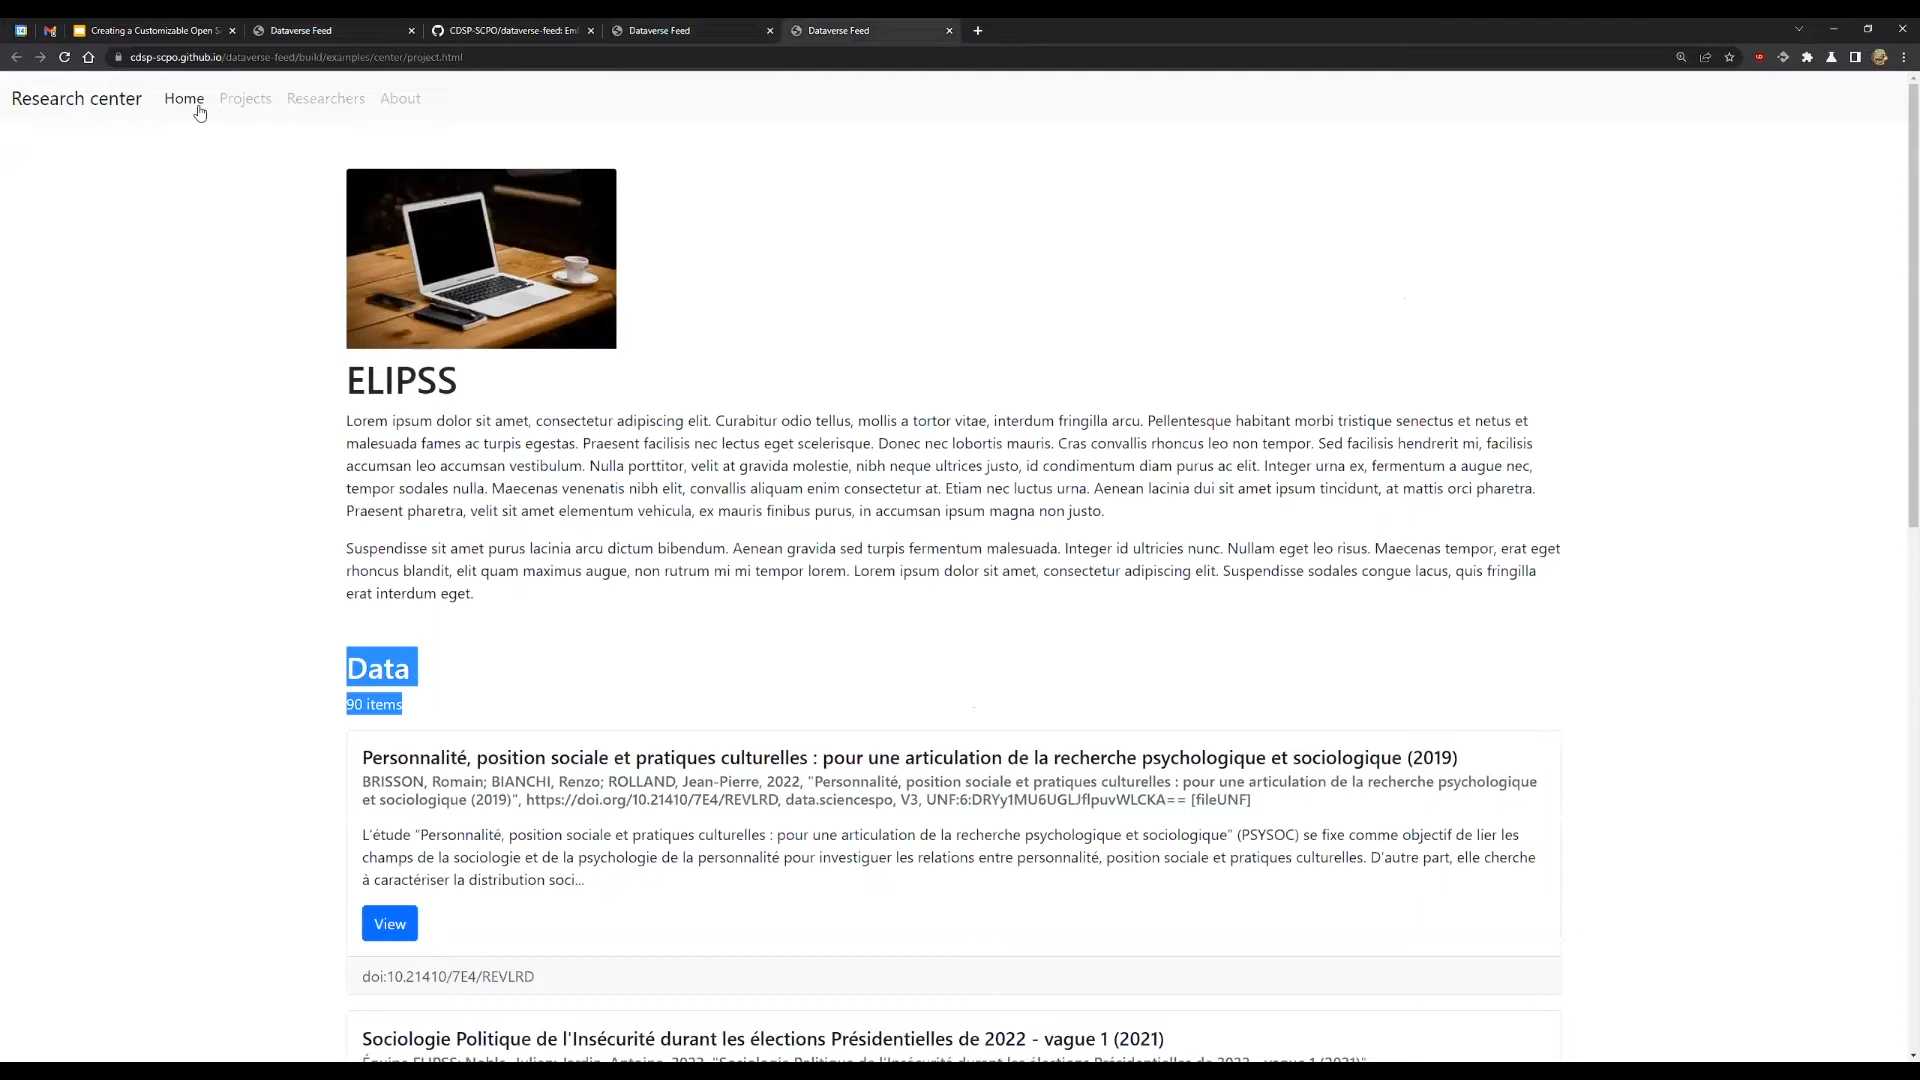 Creating a Customizable Open S
Dataverse Feed
CDSP-SCPO/dataverse-feed: Em
Dataverse Feed
Dataverse Feed
cdsp-scpo.github.io/dataverse-feed/build/examples/center/project.html
Research center Home Projects Researchers About
ELIPSS
Lorem ipsum dolor sit amet, consectetur adipiscing elit. Curabitur odio tellus, mollis a tortor vitae, interdum fringilla arcu. Pellentesque habitant morbi tristique senectus et netus et
malesuada fames ac turpis egestas. Praesent facilisis nec lectus eget scelerisque. Donec nec lobortis mauris. Cras convallis rhoncus leo non tempor. Sed facilisis hendrerit mi, facilisis
accumsan leo accumsan vestibulum. Nulla porttitor, velit at gravida molestie, nibh neque ultrices justo, id condimentum diam purus ac elit. Integer urna ex, fermentum a augue nec,
tempor sodales nulla. Maecenas venenatis nibh elit, convallis aliquam enim consectetur at. Etiam nec luctus urna. Aenean lacinia dui sit amet ipsum tincidunt, at mattis orci pharetra.
Praesent pharetra, velit sit amet elementum vehicula, ex mauris finibus purus, in accumsan ipsum magna non justo.
Suspendisse sit amet purus lacinia arcu dictum bibendum. Aenean gravida sed turpis fermentum malesuada. Integer id ultricies nunc. Nullam eget leo risus. Maecenas tempor, erat eget
rhoncus blandit, elit quam maximus augue, non rutrum mi mi tempor lorem. Lorem ipsum dolor sit amet, consectetur adipiscing elit. Suspendisse sodales congue lacus, quis fringilla
erat interdum eget.
Data
90 items
Personnalité, position sociale et pratiques culturelles : pour une articulation de la recherche psychologique et sociologique (2019)
BRISSON, Romain; BIANCHI, Renzo; ROLLAND, Jean-Pierre, 2022, "Personnalité, position sociale et pratiques culturelles : pour une articulation de la recherche psychologique
et sociologique (2019)", https://doi.org/10.21410/7E4/REVLRD, data.sciencespo, V3, UNF:6:DRYy1MU6UGLJflpuvWLCKA== [fileUNF]
L'étude "Personnalité, position sociale et pratiques culturelles : pour une articulation de la recherche psychologique et sociologique" (PSYSOC) se fixe comme objectif de lier les
champs de la sociologie et de la psychologie de la personnalité pour investiguer les relations entre personnalité, position sociale et pratiques culturelles. D'autre part, elle cherche
à caractériser la distribution soci...
View
doi:10.21410/7E4/REVLRD
Sociologie Politique de l'Insécurité durant les élections Présidentielles de 2022 - vague 1 (2021)